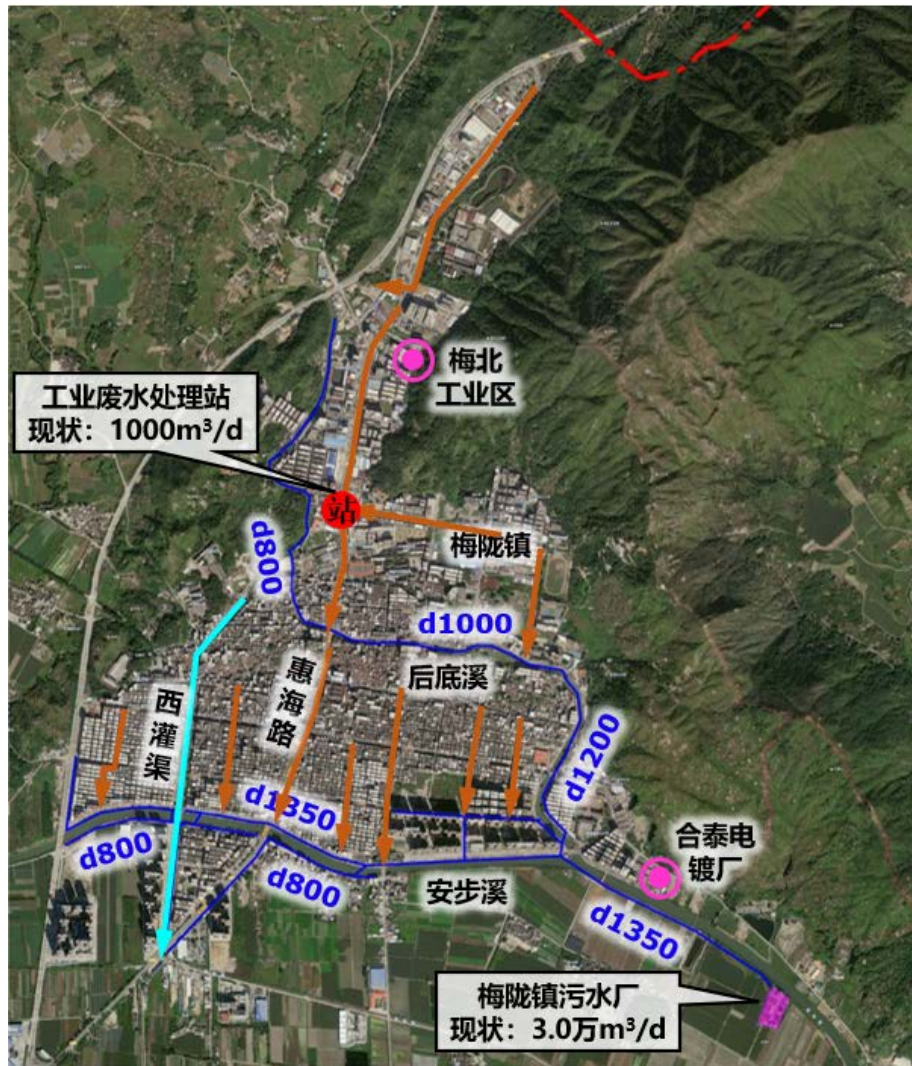 梅北
工业区
工业废水处理站
现状：1000m³/d
站
梅陇镇
d800
d1000
后底溪
惠海路
西灌渠
d1200
d1350
d800
d800
安步溪
合泰电
镀厂
d1350
梅陇镇污水厂
现状：3.0万m³/d